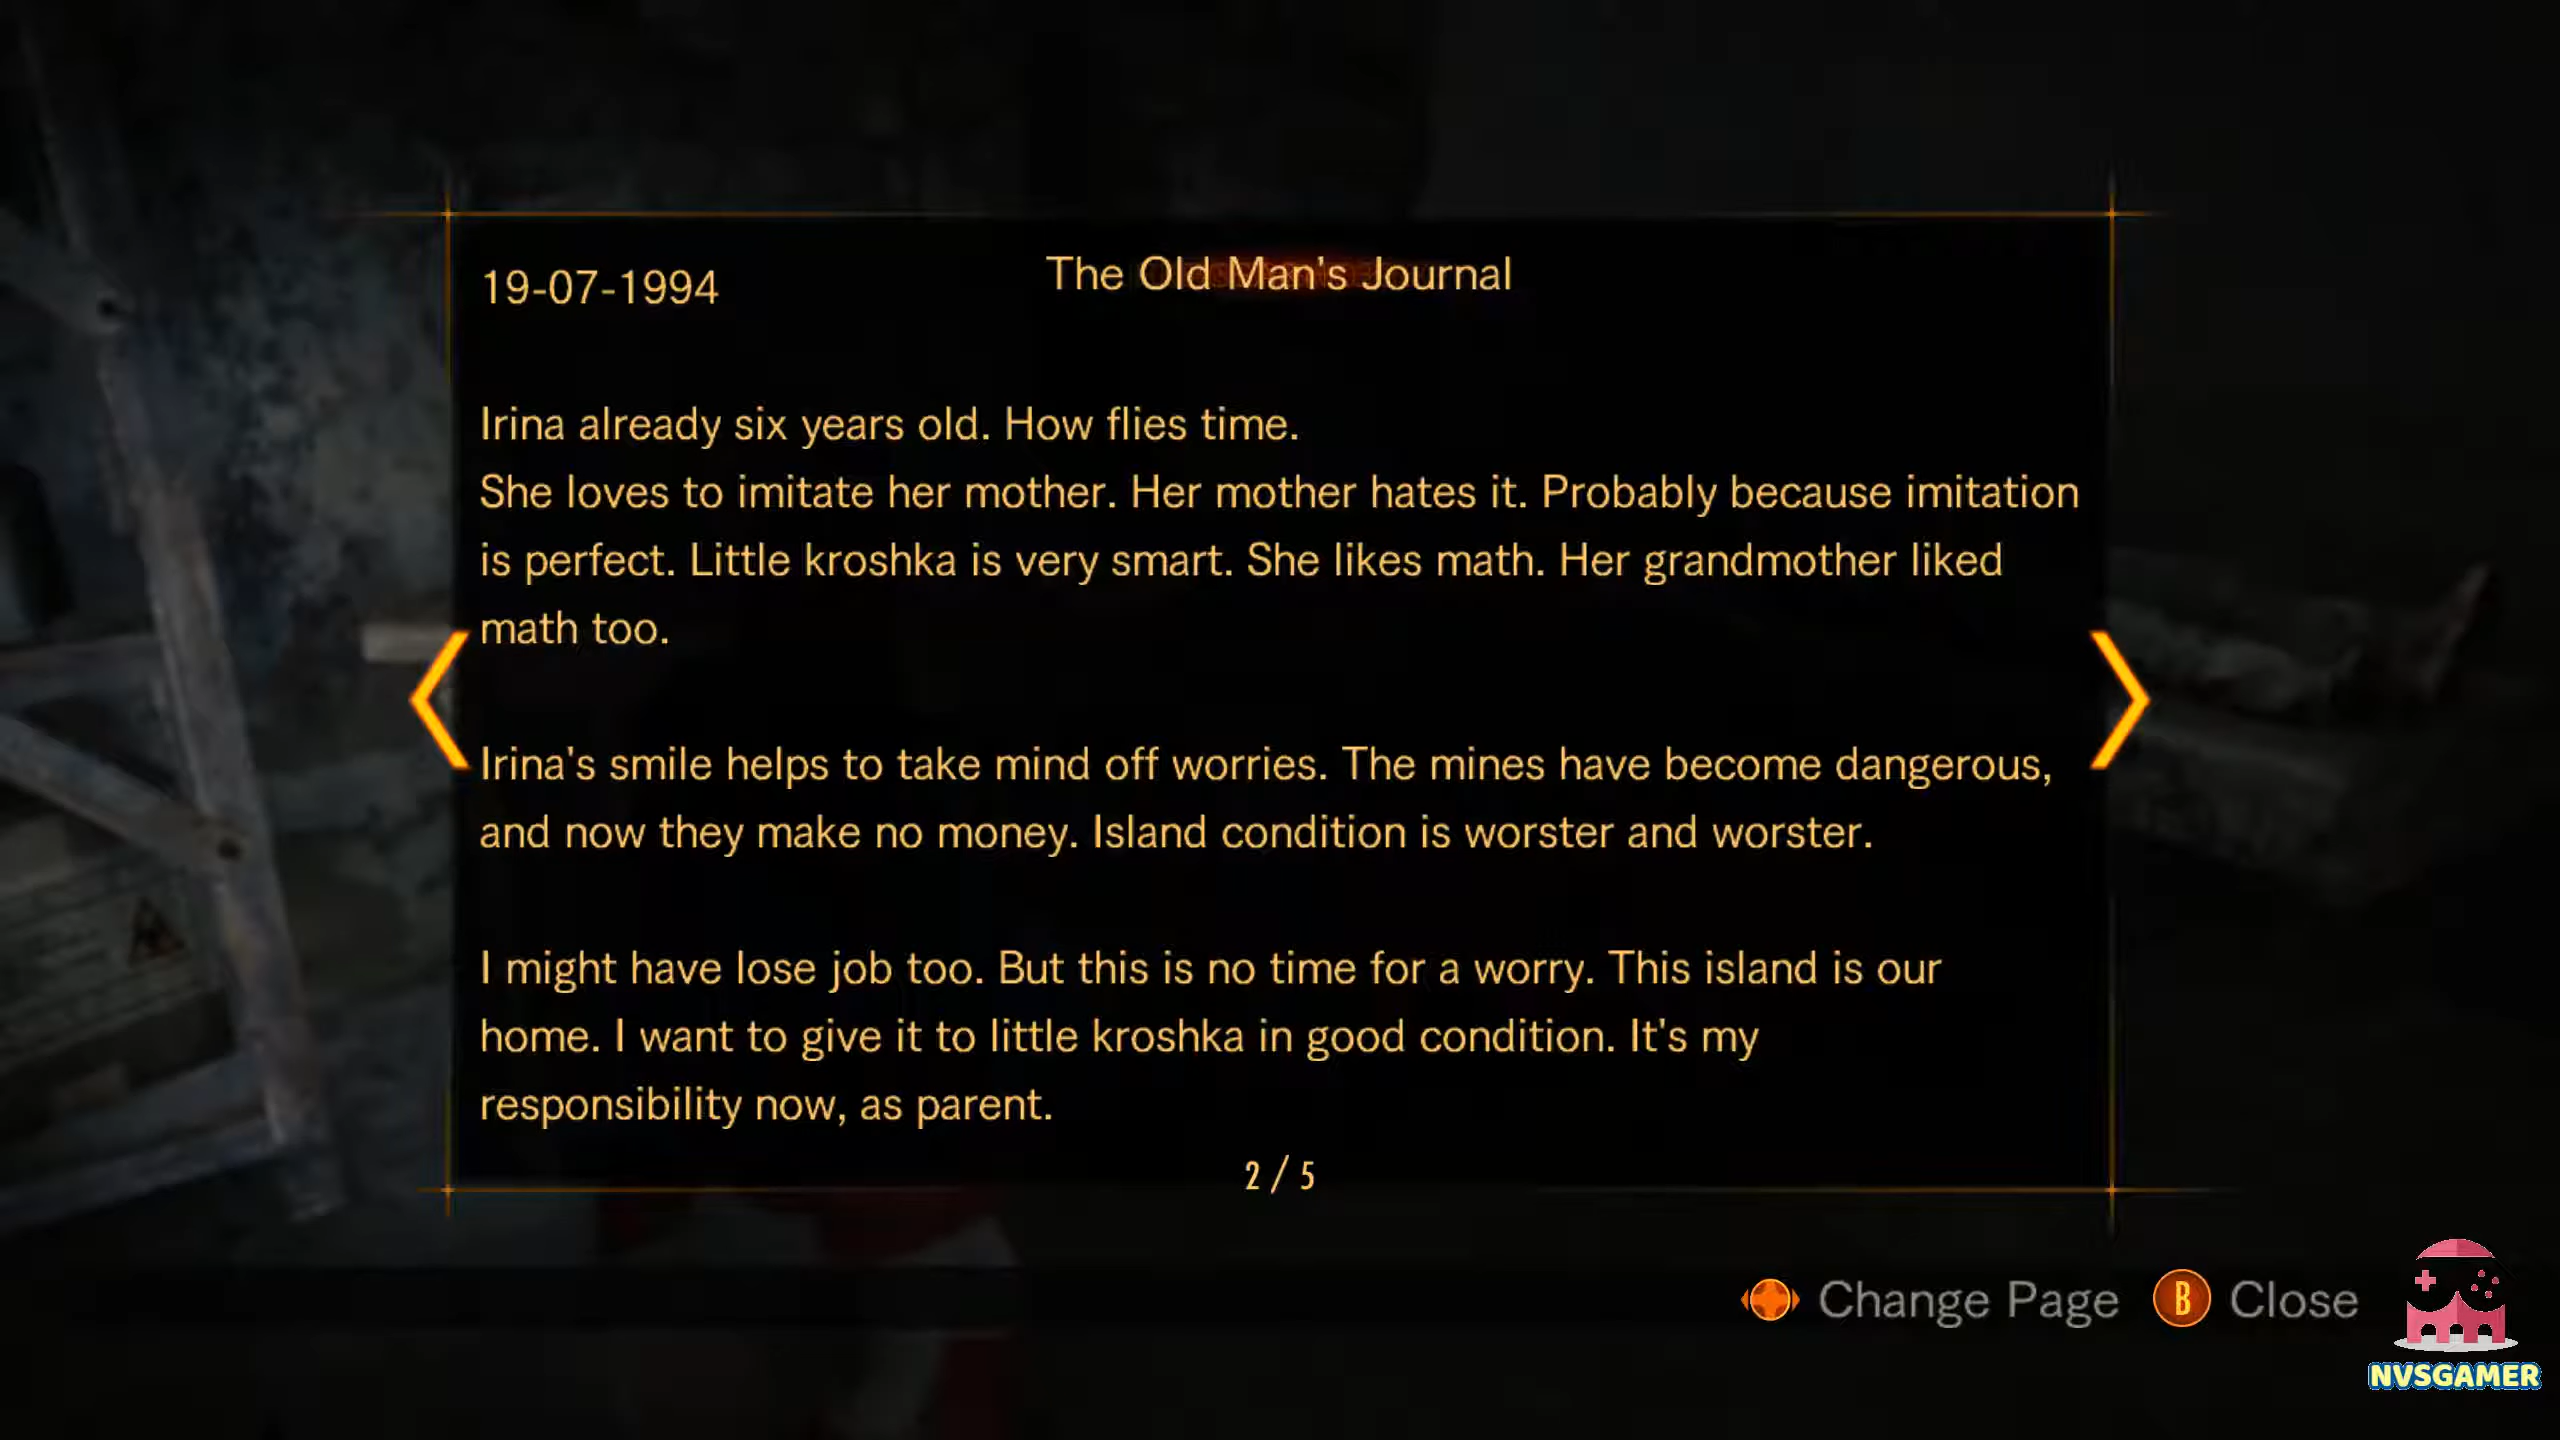 The Old Man's Journal
19-07-1994
Irina already six years old. How flies time.
She loves to imitate her mother. Her mother hates it. Probably because imitation
is perfect. Little kroshka is very smart. She likes math. Her grandmother liked
math too.
Irina's smile helps to take mind off worries. The mines have become dangerous,
and now they make no money. Island condition is worster and worster.
I might have lose job too. But this is no time for a worry. This island is our
home. I want to give it to little kroshka in good condition. It's my
responsibility now, as parent.
2 / 5
Change Page B Close
NVSGAMER